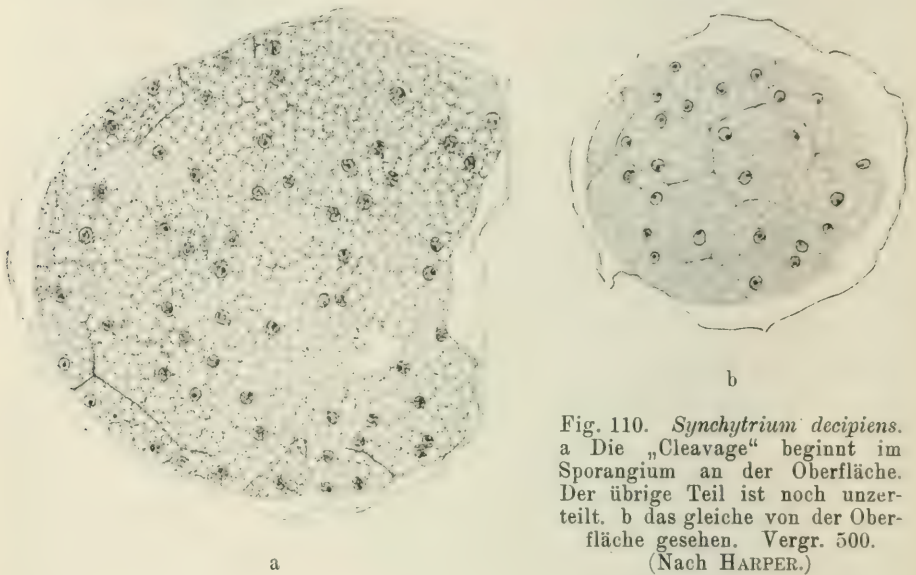 a
b
Fig. 110. Synchytrium decipiens.
a Die „Cleavage“ beginnt im
Sporangium an der Oberfläche.
Der übrige Teil ist noch unzer-
teilt. b das gleiche von der Ober-
fläche gesehen. Vergr. 500.
(Nach HARPER.)